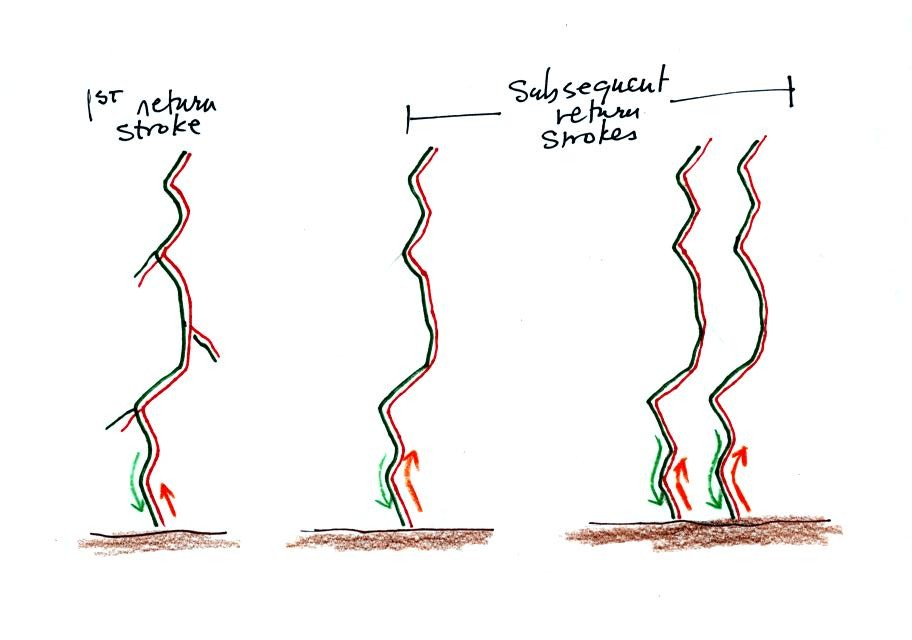 1ST return
stroke
Subsequent
return
strokes